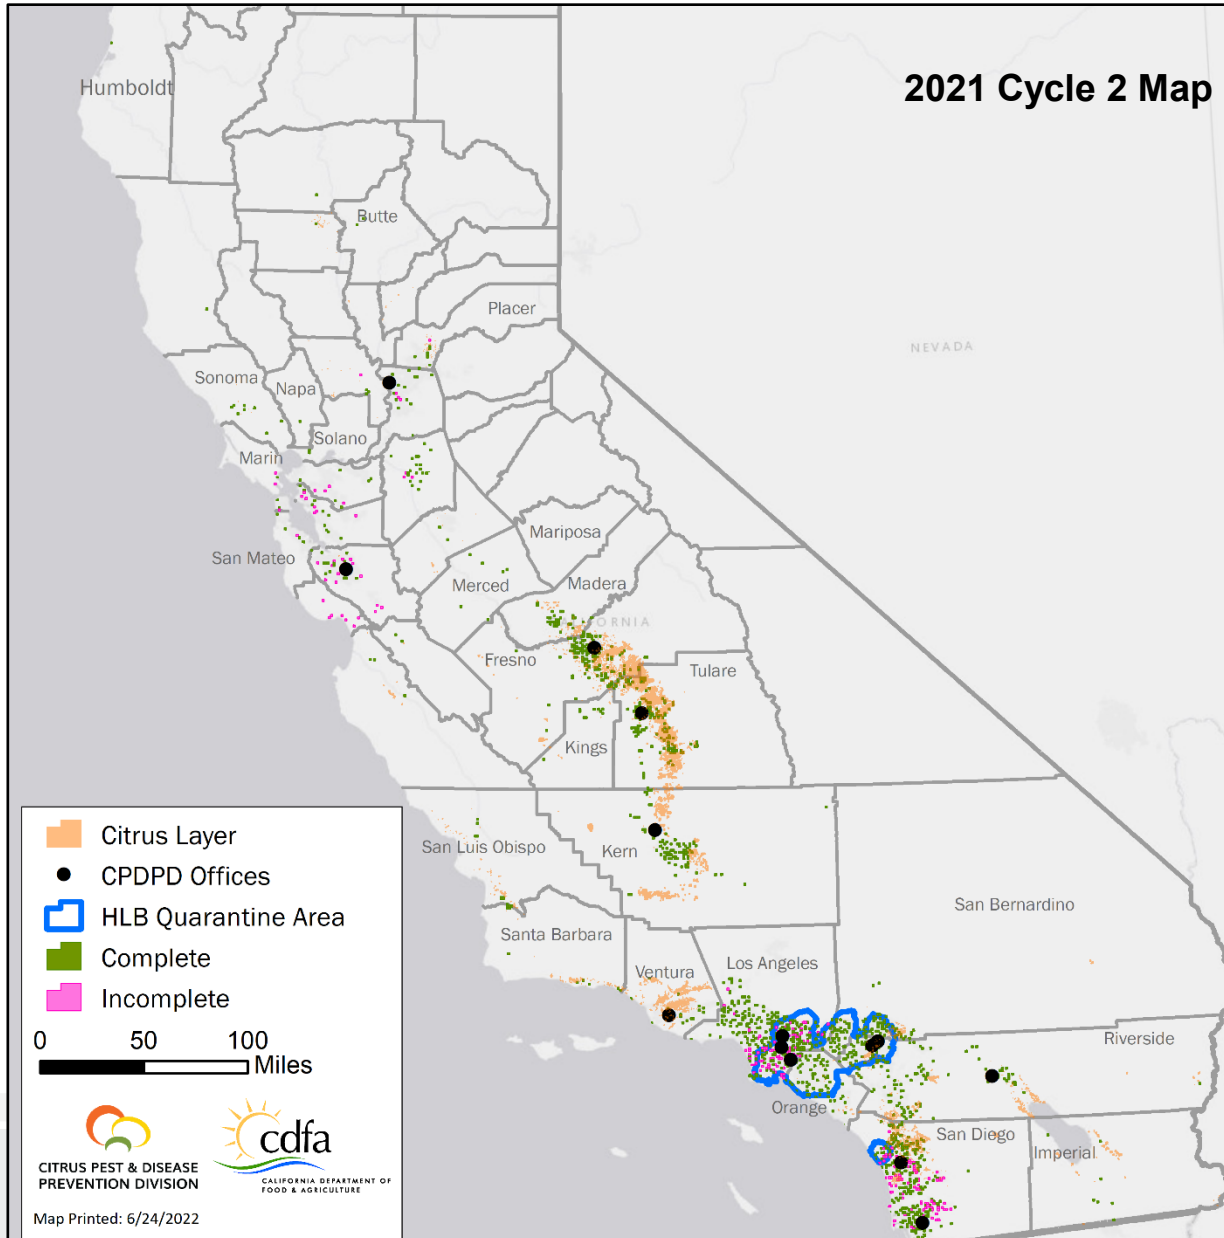 2021 Cycle 2 Map
Humboldt
Butte
Placer
NEVADA
Sonoma
Napa
Solano
Marin
San Mateo
Mariposa
Merced
Madera
Fresno
Tulare
Kings
San Luis Obispo
Kern
San Bernardino
Santa Barbara
Ventura
Los Angeles
Riverside
Orange
San Diego
Imperial
Citrus Layer
CPDPD Offices
HLB Quarantine Area
Complete
Incomplete
0 50 100
Miles
CITRUS PEST & DISEASE
PREVENTION DIVISION
cdfa
CALIFORNIA DEPARTMENT OF
FOOD & AGRICULTURE
Map Printed: 6/24/2022